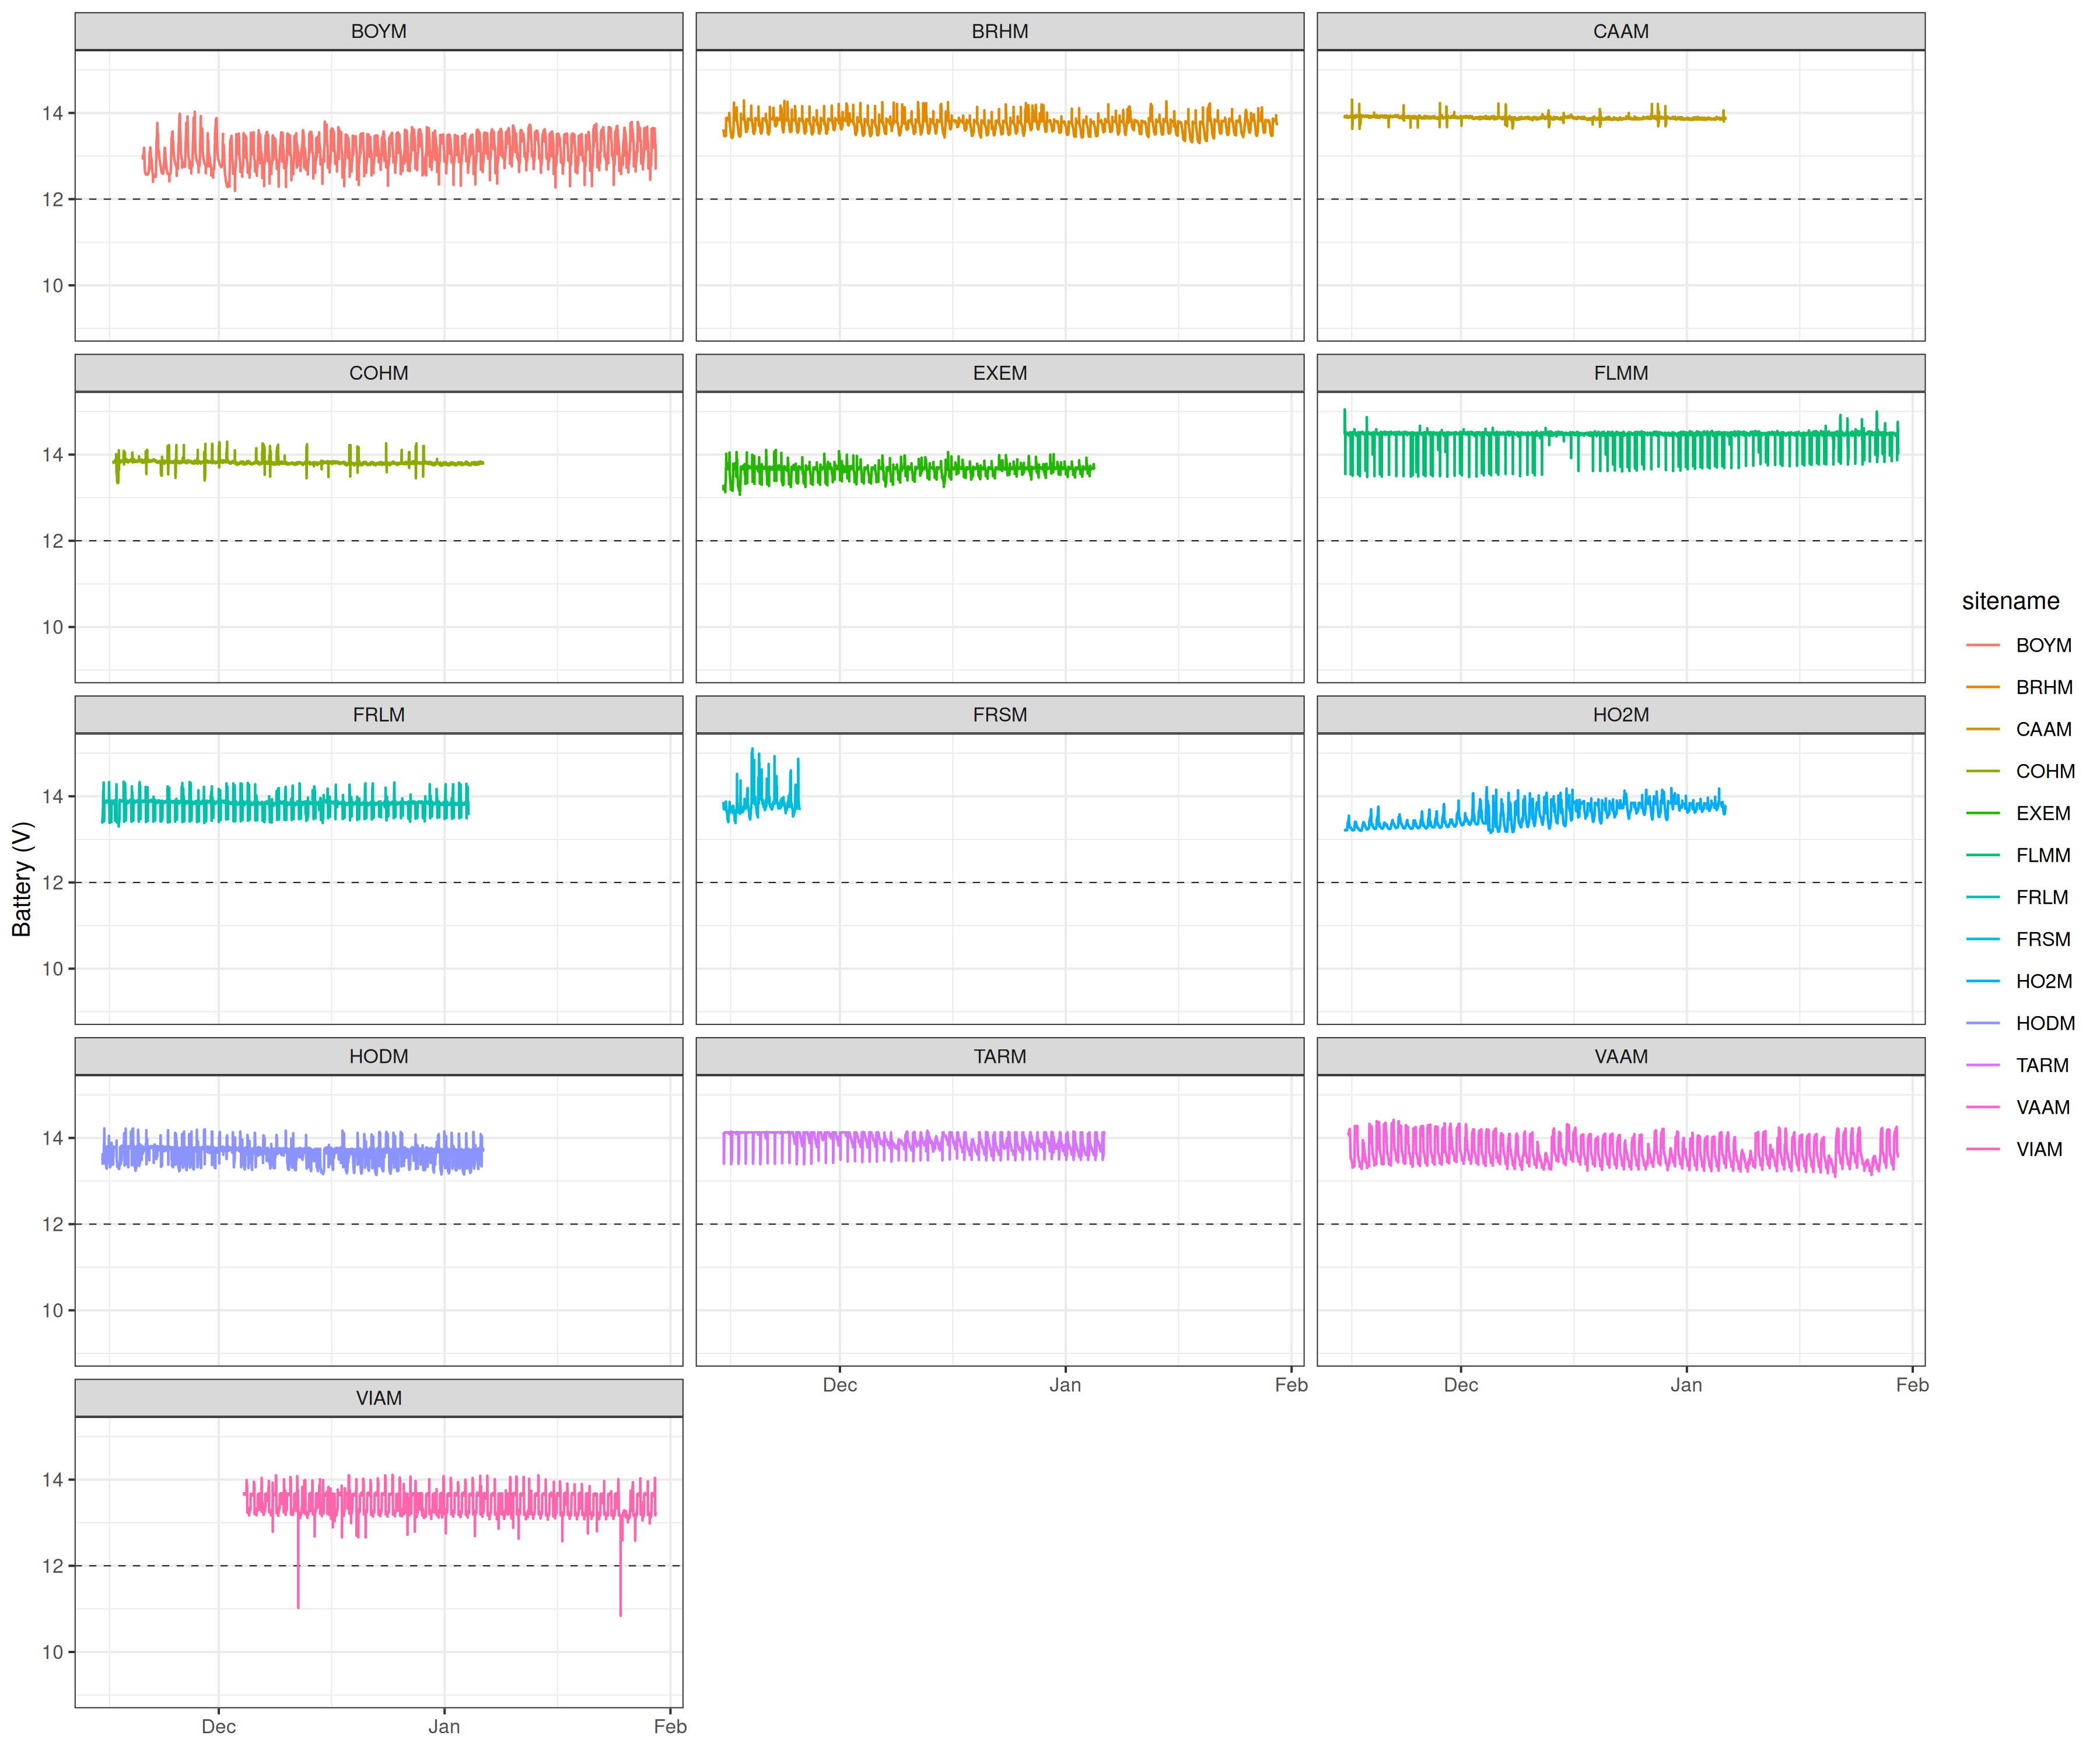 BOYM
BRHM
CAAM
14
12
10
COHM
EXEM
FLMM
14
12
10
FRLM
FRSM
HO2M
14
12
10
HODM
TARM
VAAM
14
12
10
Dec
Jan
Feb
Dec
Jan
Feb
VIAM
14
12
10
Dec
Jan
Feb
Battery (V)
sitename
BOYM
BRHM
CAAM
COHM
EXEM
FLMM
FRLM
FRSM
HO2M
HODM
TARM
VAAM
VIAM